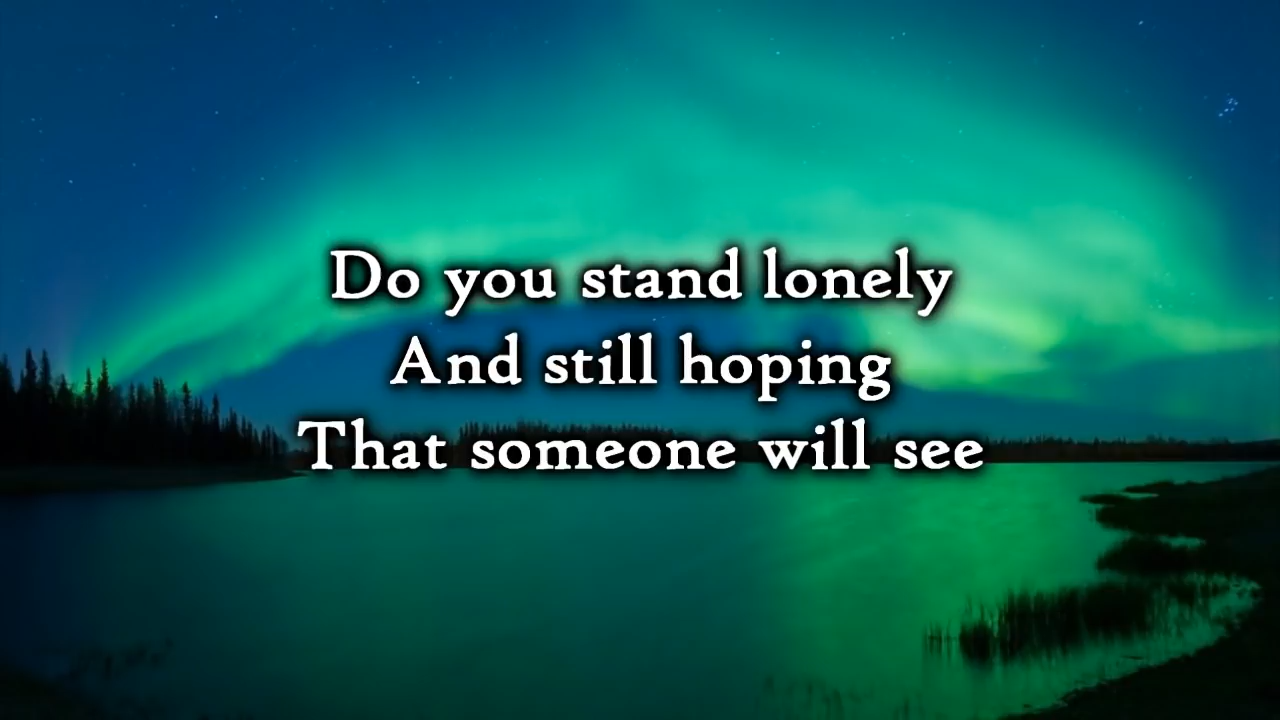 Do you stand lonely
And still hoping
That someone will see